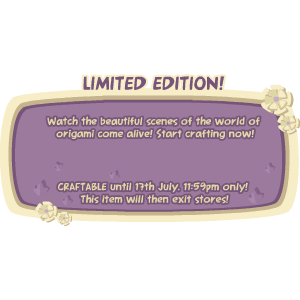 LIMITED EDITION!
Watch the beautiful scenes of the world of
origami come alive! Start crafting now!
CRAFTABLE until 17th July, 11:59pm only!
This item will then exit stores!